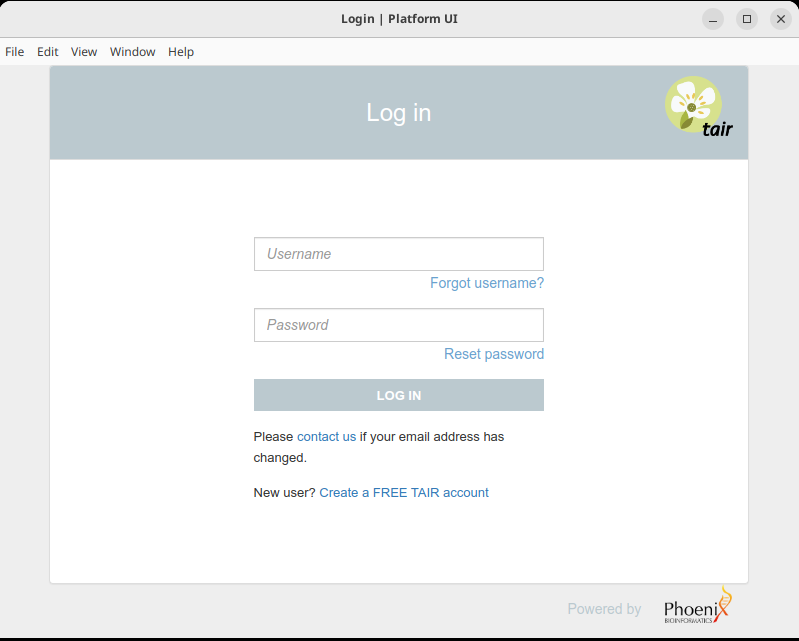 Login | Platform UI
File Edit View Window Help
Log in
tair
Username
Forgot username?
Password
Reset password
LOG IN
Please contact us if your email address has
changed.
New user? Create a FREE TAIR account
Powered by
Phoenix
BIOINFORMATICS